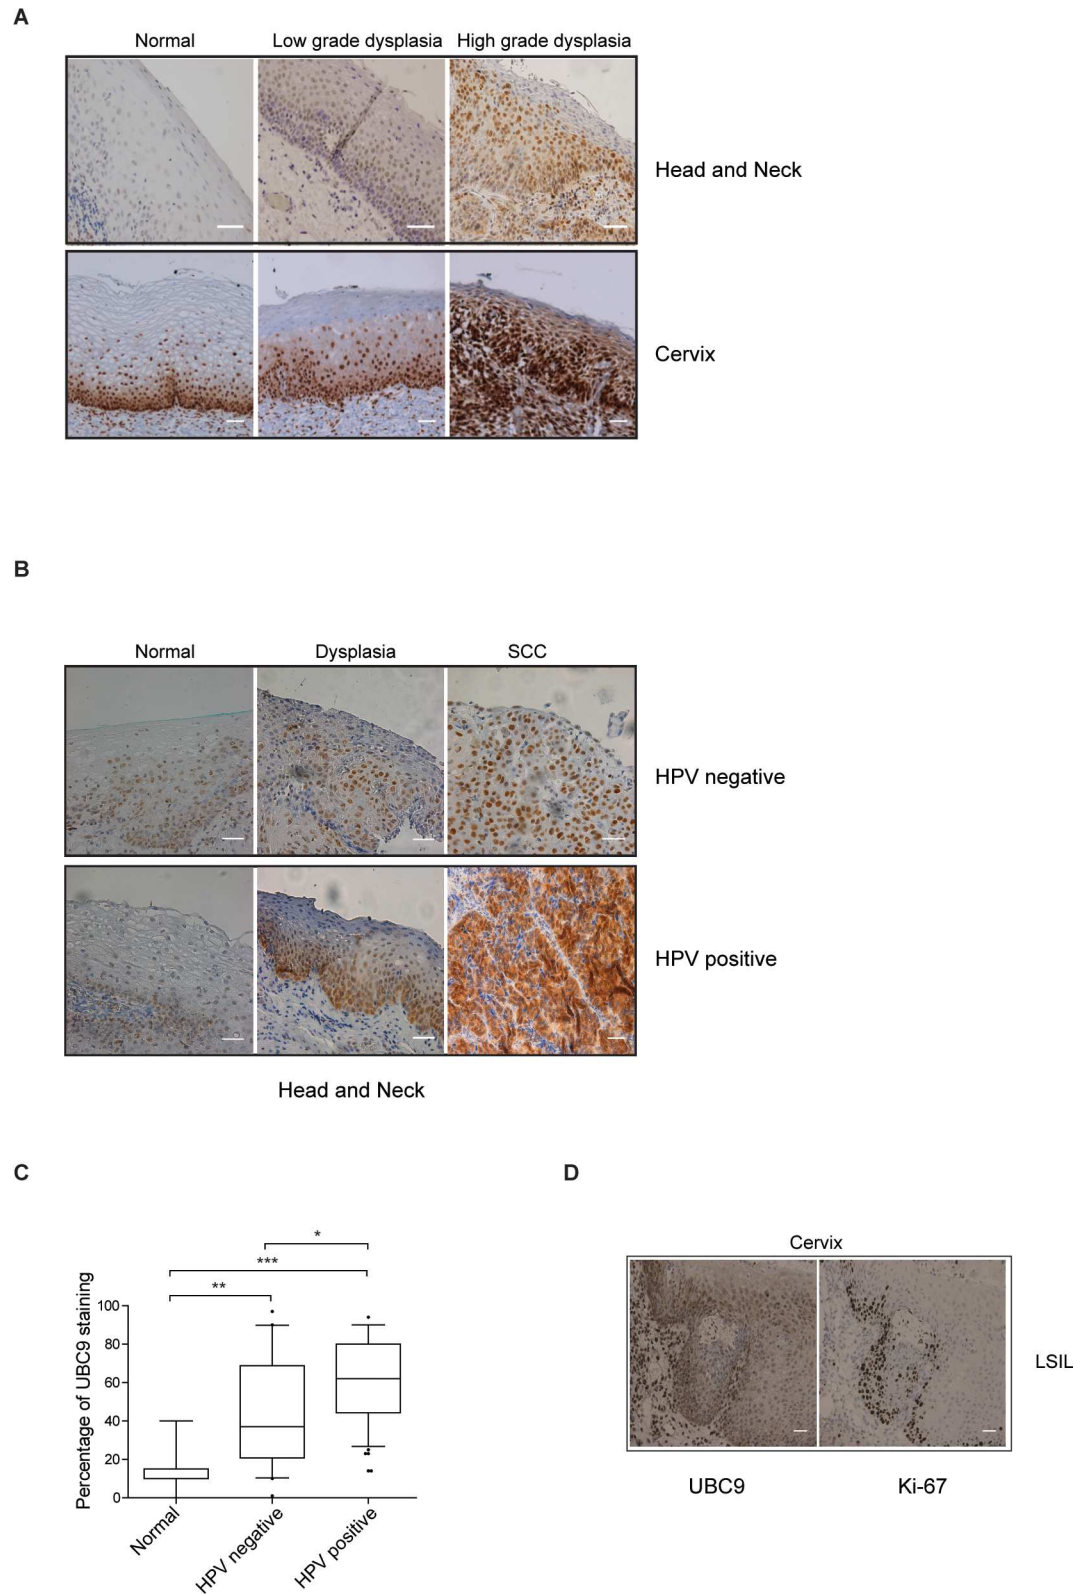 A
Normal
Low grade dysplasia
High grade dysplasia
Head and Neck
Cervix
B
Normal
Dysplasia
SCC
HPV negative
HPV positive
Head and Neck
C
D
*
***
**
Percentage of UBC9 staining
100
80
60
40
20
0
Normal
HPV negative
HPV positive
Cervix
LSIL
UBC9
Ki-67